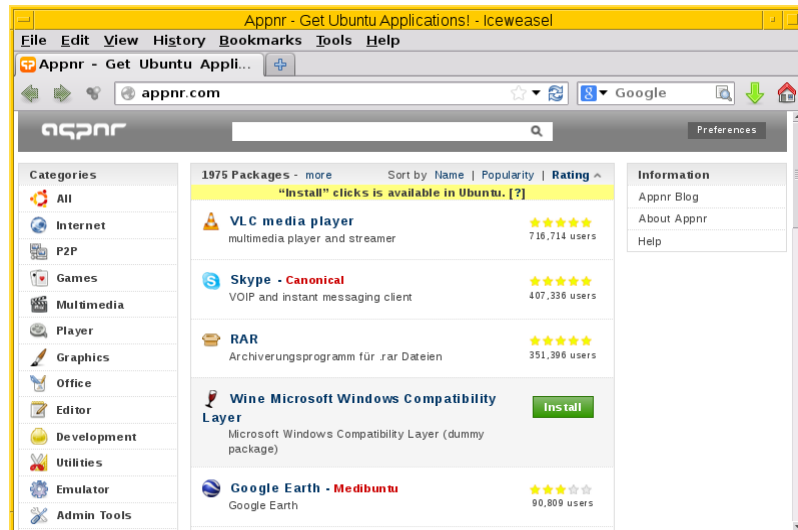 Appnr - Get Ubuntu Applications! - Iceweasel
File Edit View History Bookmarks Tools Help
Appnr - Get Ubuntu Appli...
appnr.com
8 Google
appnr
Preferences
Categories
All
Internet
P2P
Games
Multimedia
Player
Graphics
Office
Editor
Development
Utilities
Emulator
Admin Tools
1975 Packages - more Sort by Name | Popularity | Rating
“Install” clicks is available in Ubuntu. [?]
VLC media player
multimedia player and streamer
716,714 users
Skype - Canonical
VOIP and instant messaging client
407,336 users
RAR
Archiverungsprogramm für .rar Dateien
351,396 users
Wine Microsoft Windows Compatibility
Layer
Microsoft Windows Compatibility Layer (dummy
package)
Install
Google Earth - Medibuntu
Google Earth
90,809 users
Information
Appnr Blog
About Appnr
Help